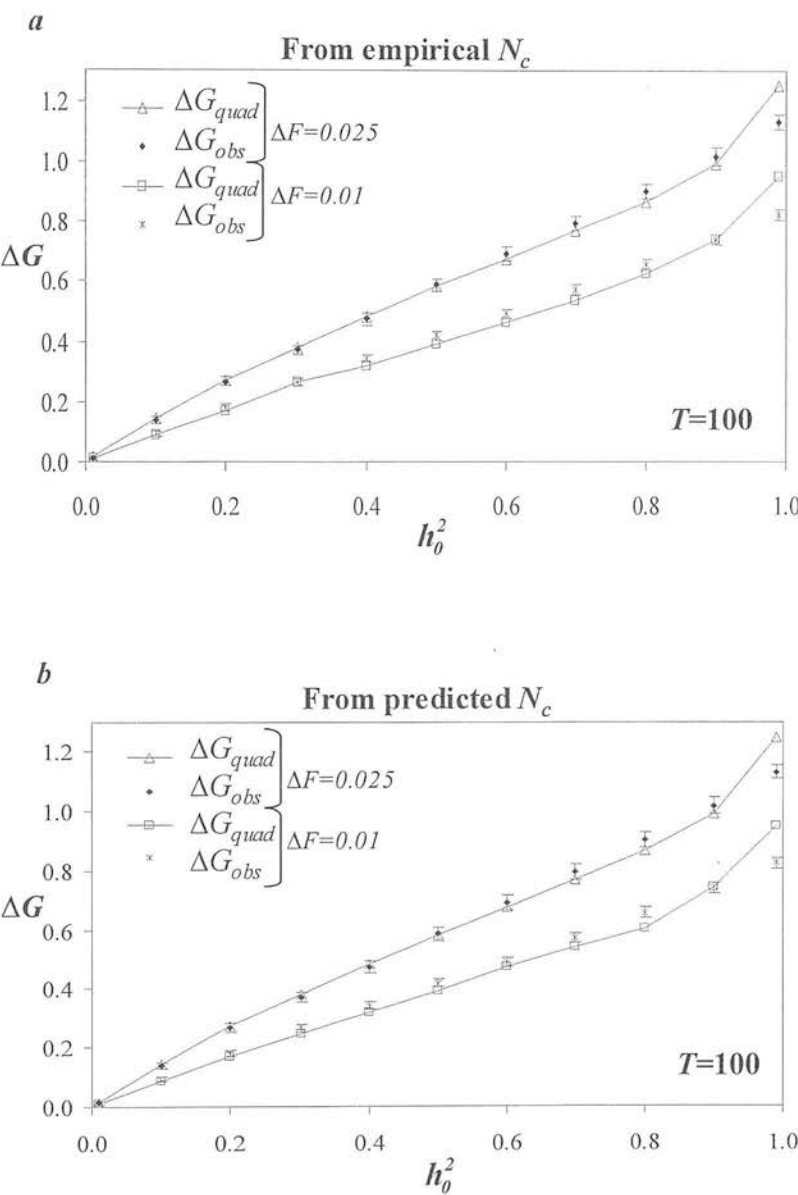 a
From empirical N_c
ΔG_quad
ΔG_obs
ΔF=0.025
ΔG_quad
ΔG_obs
ΔF=0.01
1.2
1.0
0.8
0.6
0.4
0.2
0.0
ΔG
T=100
0.0 0.2 0.4 0.6 0.8 1.0
h_0^2
b
From predicted N_c
ΔG_quad
ΔG_obs
ΔF=0.025
ΔG_quad
ΔG_obs
ΔF=0.01
1.2
1.0
0.8
0.6
0.4
0.2
0.0
ΔG
T=100
0.0 0.2 0.4 0.6 0.8 1.0
h_0^2